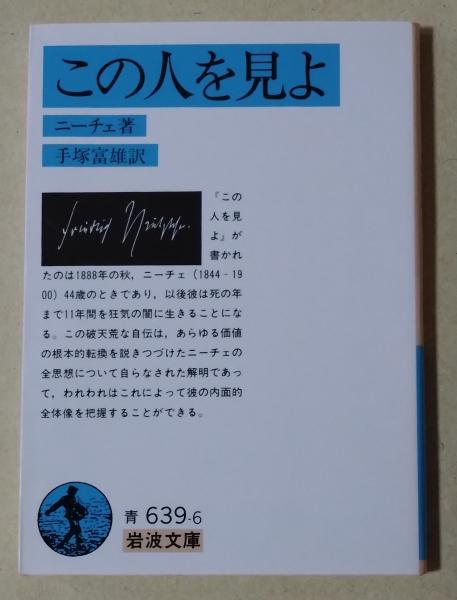 この人を見よ
ニーチェ著
手塚富雄訳
Friedrich Nietzsche.
『この
人を見
よ』が
書かれ
たのは1888年の秋，ニーチェ（1844‐19
00）44歳のときであり，以後彼は死の年
まで11年間を狂気の闇に生きることにな
る。この破天荒な自伝は，あらゆる価値
の根本的転換を説きつづけたニーチェの
全思想について自らなされた解明であっ
て，われわれはこれによって彼の内面的
全体像を把握することができる。
青 639-6
岩波文庫